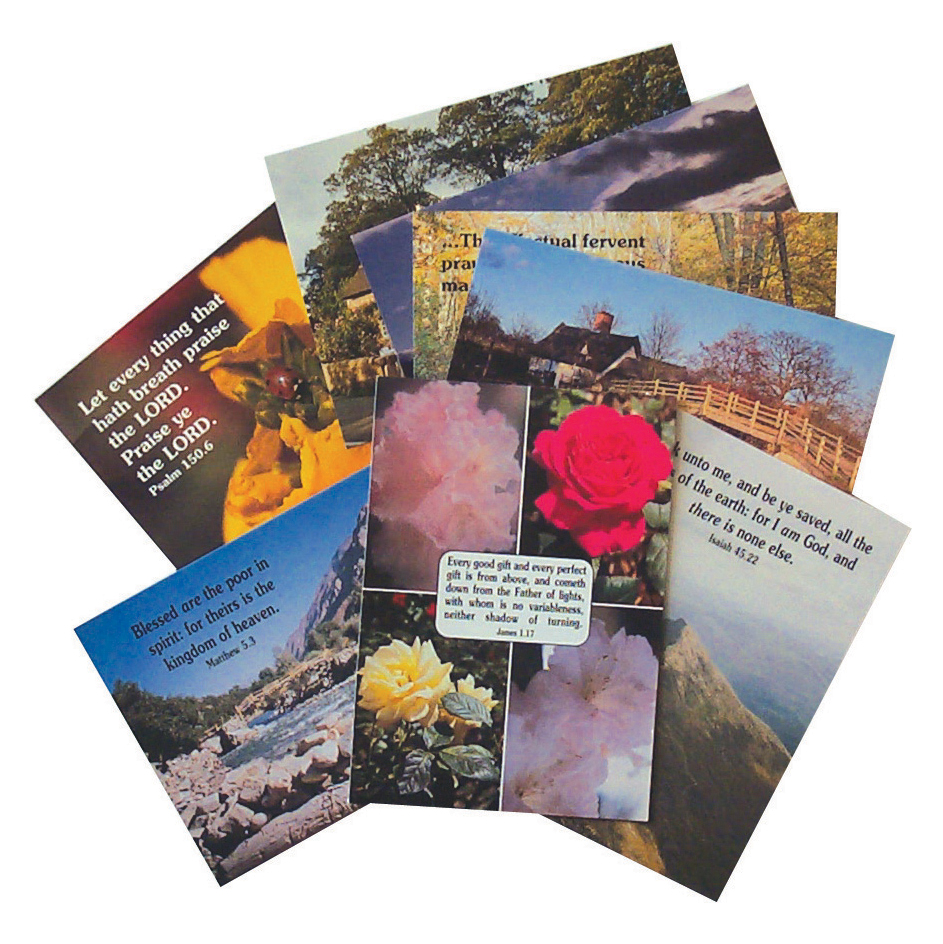 ...Th
tual fervent
pra
us
ma
Let every thing that
hath breath praise
the LORD.
Praise ye
the LORD.
Psalm 150.6
unto me, and be ye saved, all the
of the earth: for I am God, and
there is none else.
Isaiah 45.22
Blessed are the poor in
spirit: for theirs is the
kingdom of heaven.
Matthew 5.3
Every good gift and every perfect
gift is from above, and cometh
down from the Father of lights,
with whom is no variableness,
neither shadow of turning.
James 1.17